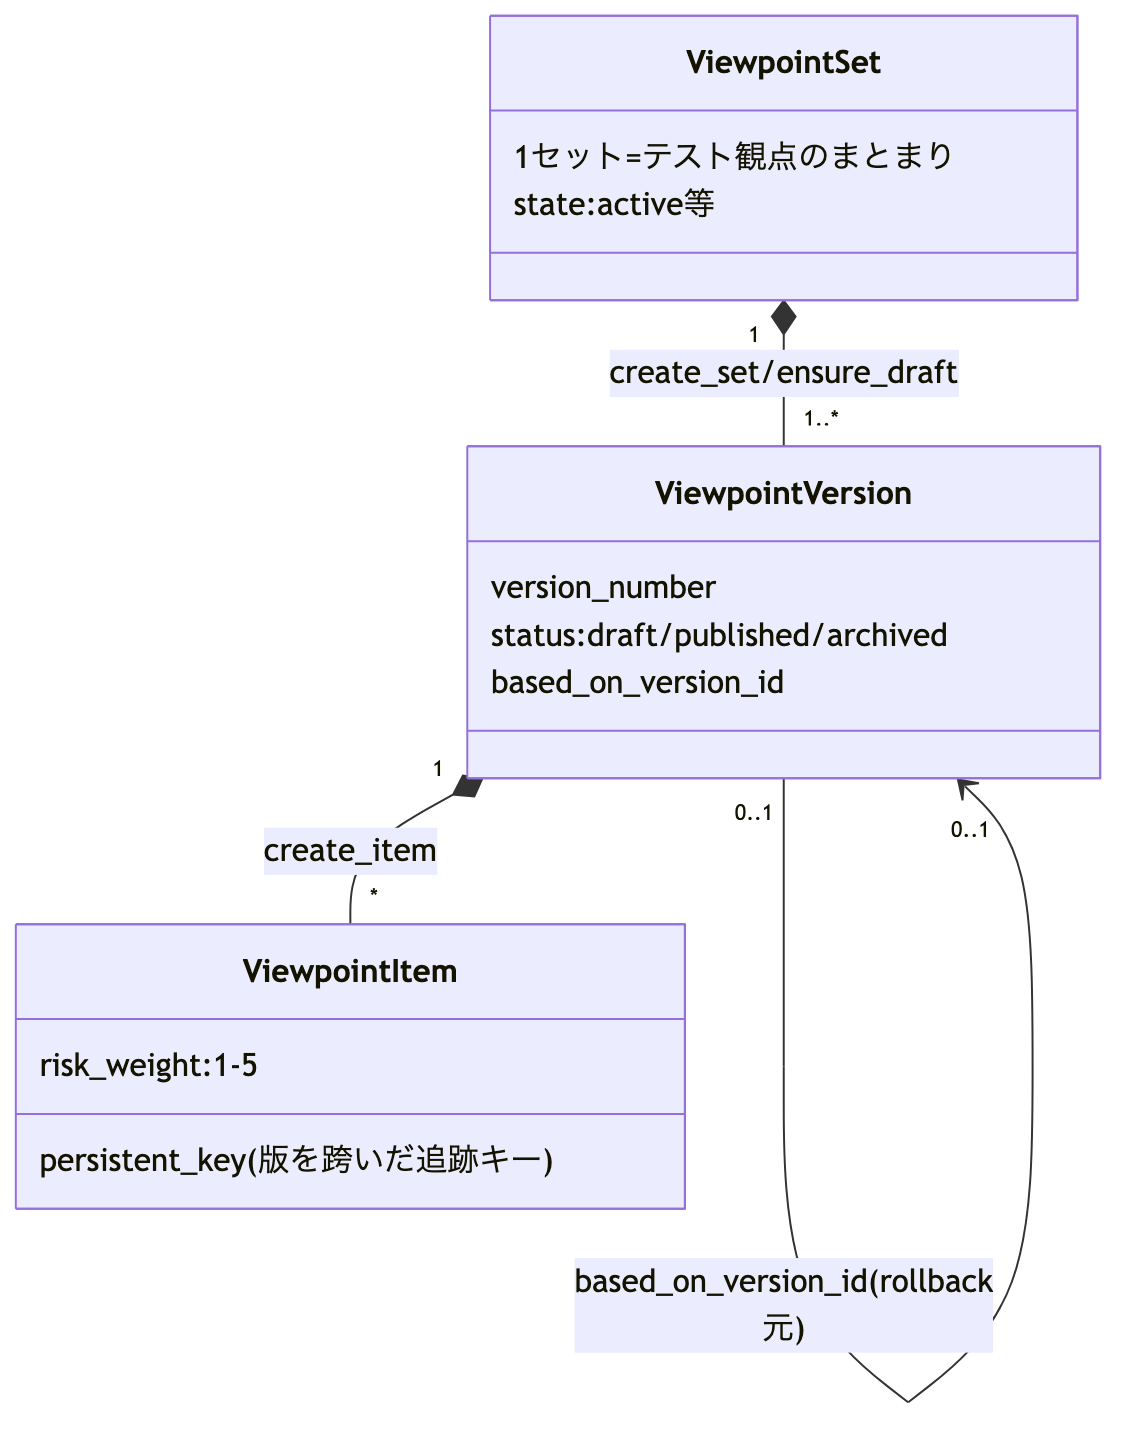 ViewpointSet
1セット=テスト観点のまとまり
state:active等
1
create_set/ensure_draft
1..*
ViewpointVersion
version_number
status:draft/published/archived
based_on_version_id
1
create_item
*
0..1
0..1
ViewpointItem
risk_weight:1-5
persistent_key(版を跨いだ追跡キー)
based_on_version_id(rollback
元)